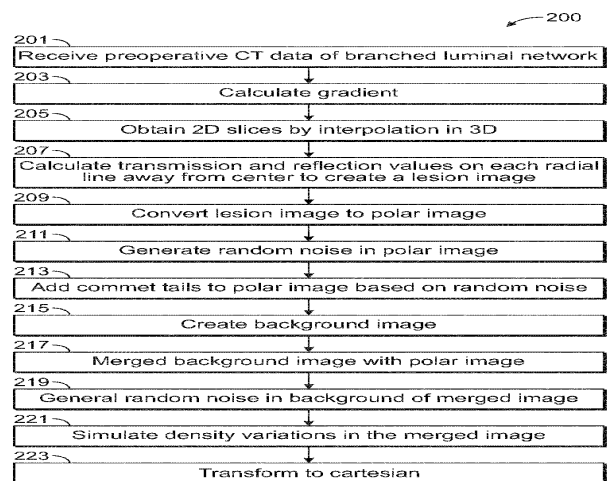 200
201
Receive preoperative CT data of branched luminal network
203
Calculate gradient
205
Obtain 2D slices by interpolation in 3D
207
Calculate transmission and reflection values on each radial
line away from center to create a lesion image
209
Convert lesion image to polar image
211
Generate random noise in polar image
213
Add commet tails to polar image based on random noise
215
Create background image
217
Merged background image with polar image
219
General random noise in background of merged image
221
Simulate density variations in the merged image
223
Transform to cartesian